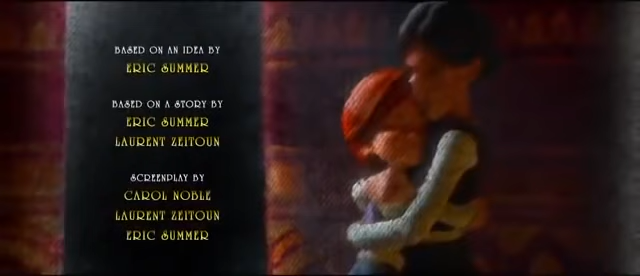 BASED ON AN IDEA BY
ERIC SUMMER
BASED ON A STORY BY
ERIC SUMMER
LAURENT ZEITOUN
SCREENPLAY BY
CAROL NOBLE
LAURENT ZEITOUN
ERIC SUMMER